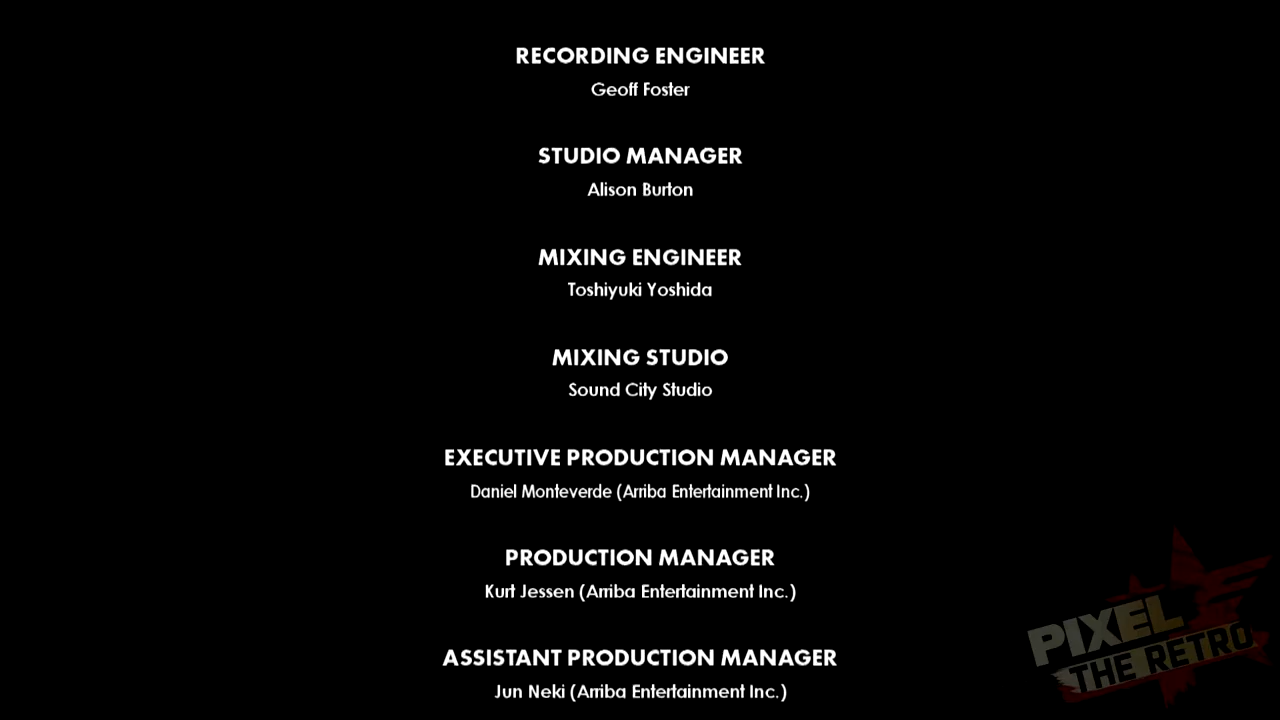 RECORDING ENGINEER
Geoff Foster
STUDIO MANAGER
Alison Burton
MIXING ENGINEER
Toshiyuki Yoshida
MIXING STUDIO
Sound City Studio
EXECUTIVE PRODUCTION MANAGER
Daniel Monteverde (Arriba Entertainment Inc.)
PRODUCTION MANAGER
Kurt Jessen (Arriba Entertainment Inc.)
ASSISTANT PRODUCTION MANAGER
Jun Neki (Arriba Entertainment Inc.)
PIXEL
THE RETRO